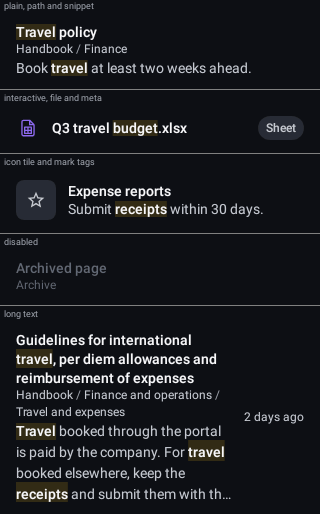 plain, path and snippet
Travel policy
Handbook / Finance
Book travel at least two weeks ahead.
interactive, file and meta
Q3 travel budget.xlsx
Sheet
icon tile and mark tags
Expense reports
Submit receipts within 30 days.
disabled
Archived page
Archive
long text
Guidelines for international
travel, per diem allowances and
reimbursement of expenses
Handbook / Finance and operations /
Travel and expenses
2 days ago
Travel booked through the portal
is paid by the company. For travel
booked elsewhere, keep the
receipts and submit them with th…